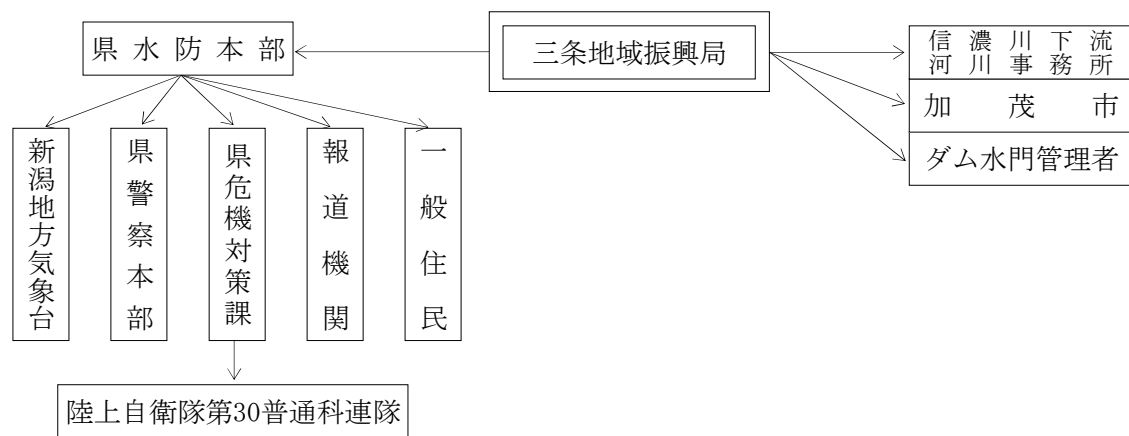 県水防本部
三条地域振興局
信濃川下流
河川事務所
加茂市
ダム水門管理者
新潟地方気象台
県警察本部
県危機対策課
報道機関
一般住民
陸上自衛隊第30普通科連隊